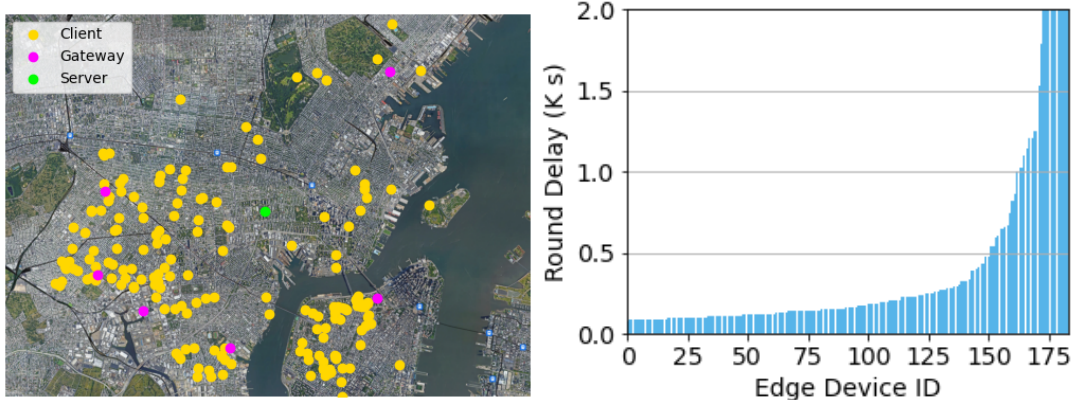 Client
Gateway
Server
Round Delay (K s)
2.0
1.5
1.0
0.5
0.0
0 25 50 75 100 125 150 175
Edge Device ID